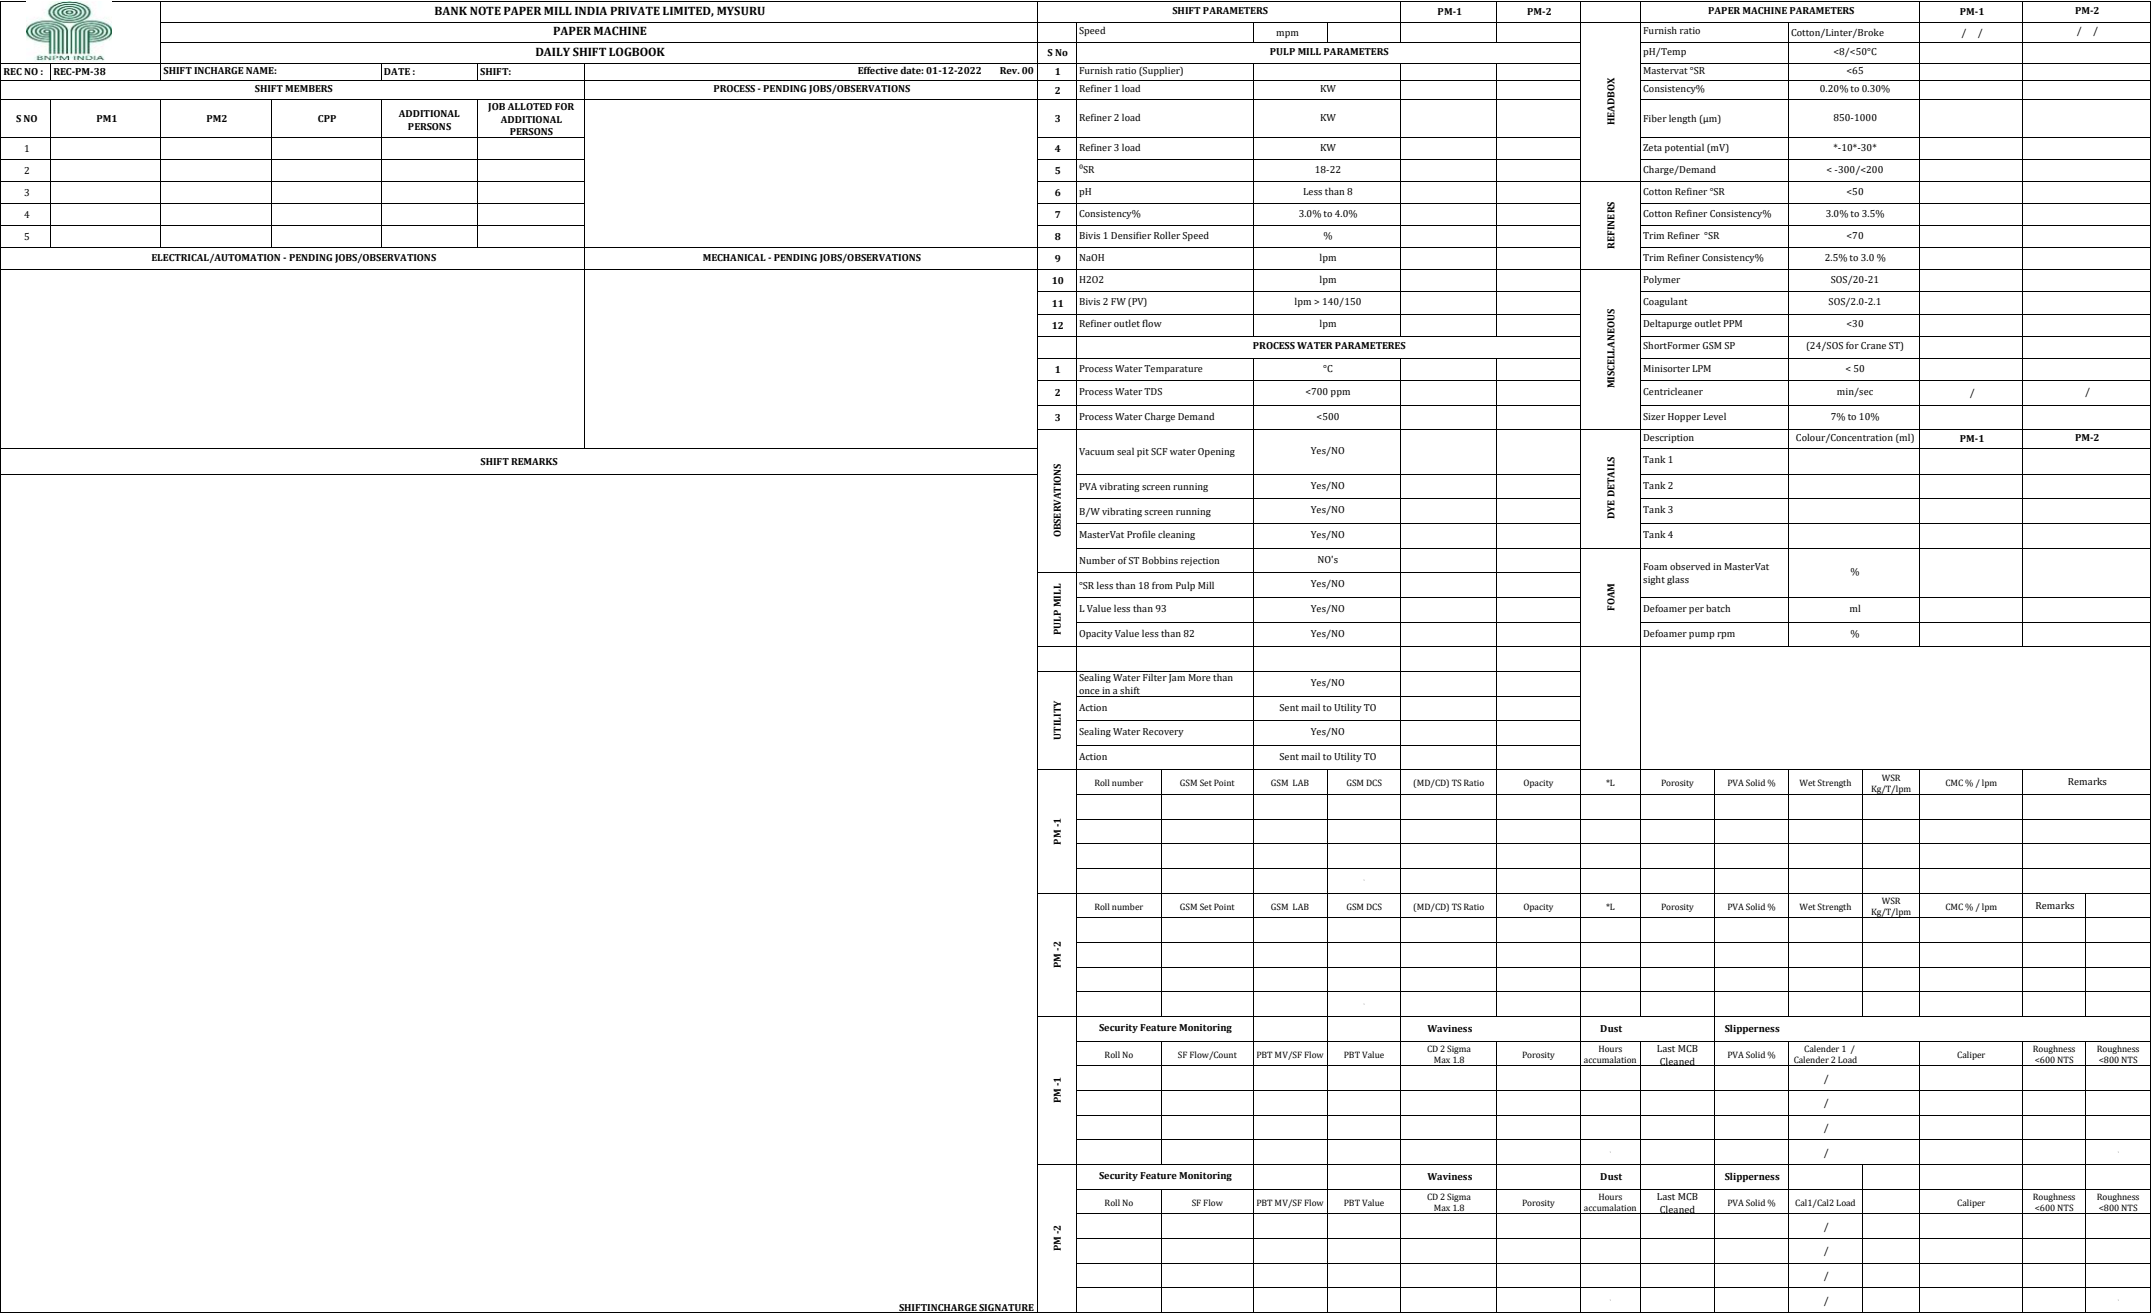 BNPM INDIA
BANK NOTE PAPER MILL INDIA PRIVATE LIMITED, MYSURU
PAPER MACHINE
DAILY SHIFT LOGBOOK
REC NO : REC-PM-38 SHIFT INCHARGE NAME: DATE : SHIFT: Effective date: 01-12-2022 Rev. 00
SHIFT MEMBERS PROCESS - PENDING JOBS/OBSERVATIONS
S NO PM1 PM2 CPP ADDITIONAL PERSONS JOB ALLOTED FOR ADDITIONAL PERSONS
1
2
3
4
5
ELECTRICAL/AUTOMATION - PENDING JOBS/OBSERVATIONS MECHANICAL - PENDING JOBS/OBSERVATIONS
SHIFT REMARKS
SHIFTINCHARGE SIGNATURE
SHIFT PARAMETERS PM-1 PM-2
Speed mpm
S No PULP MILL PARAMETERS
1 Furnish ratio (Supplier)
2 Refiner 1 load KW
3 Refiner 2 load KW
4 Refiner 3 load KW
5 ⁰SR 18-22
6 pH Less than 8
7 Consistency% 3.0% to 4.0%
8 Bivis 1 Densifier Roller Speed %
9 NaOH lpm
10 H2O2 lpm
11 Bivis 2 FW (PV) lpm > 140/150
12 Refiner outlet flow lpm
PROCESS WATER PARAMETERES
1 Process Water Temparature °C
2 Process Water TDS <700 ppm
3 Process Water Charge Demand <500
OBSERVATIONS
Vacuum seal pit SCF water Opening Yes/NO
PVA vibrating screen running Yes/NO
B/W vibrating screen running Yes/NO
MasterVat Profile cleaning Yes/NO
Number of ST Bobbins rejection NO's
PULP MILL
°SR less than 18 from Pulp Mill Yes/NO
L Value less than 93 Yes/NO
Opacity Value less than 82 Yes/NO
UTILITY
Sealing Water Filter Jam More than
once in a shift Yes/NO
Action Sent mail to Utility TO
Sealing Water Recovery Yes/NO
Action Sent mail to Utility TO
PAPER MACHINE PARAMETERS PM-1 PM-2
HEADBOX
Furnish ratio Cotton/Linter/Broke / / / /
pH/Temp <8/<50°C
Mastervat °SR <65
Consistency% 0.20% to 0.30%
Fiber length (µm) 850-1000
Zeta potential (mV) *-10*-30*
Charge/Demand < -300/<200
REFINERS
Cotton Refiner °SR <50
Cotton Refiner Consistency% 3.0% to 3.5%
Trim Refiner °SR <70
Trim Refiner Consistency% 2.5% to 3.0 %
MISCELLANEOUS
Polymer SOS/20-21
Coagulant SOS/2.0-2.1
Deltapurge outlet PPM <30
ShortFormer GSM SP (24/SOS for Crane ST)
Minisorter LPM < 50
Centricleaner min/sec / /
Sizer Hopper Level 7% to 10%
DYE DETAILS
Description Colour/Concentration (ml) PM-1 PM-2
Tank 1
Tank 2
Tank 3
Tank 4
FOAM
Foam observed in MasterVat
sight glass %
Defoamer per batch ml
Defoamer pump rpm %
PM -1
Roll number GSM Set Point GSM LAB GSM DCS (MD/CD) TS Ratio Opacity *L Porosity PVA Solid % Wet Strength WSR Kg/T/lpm CMC % / lpm Remarks
PM -2
Roll number GSM Set Point GSM LAB GSM DCS (MD/CD) TS Ratio Opacity *L Porosity PVA Solid % Wet Strength WSR Kg/T/lpm CMC % / lpm Remarks
PM -1
Security Feature Monitoring Waviness Dust Slipperness
Roll No SF Flow/Count PBT MV/SF Flow PBT Value CD 2 Sigma Max 1.8 Porosity Hours accumalation Last MCB Cleaned PVA Solid % Calender 1 / Calender 2 Load Caliper Roughness <600 NTS Roughness <800 NTS
/
/
/
/
PM -2
Security Feature Monitoring Waviness Dust Slipperness
Roll No SF Flow PBT MV/SF Flow PBT Value CD 2 Sigma Max 1.8 Porosity Hours accumalation Last MCB Cleaned PVA Solid % Cal1/Cal2 Load Caliper Roughness <600 NTS Roughness <800 NTS
/
/
/
/